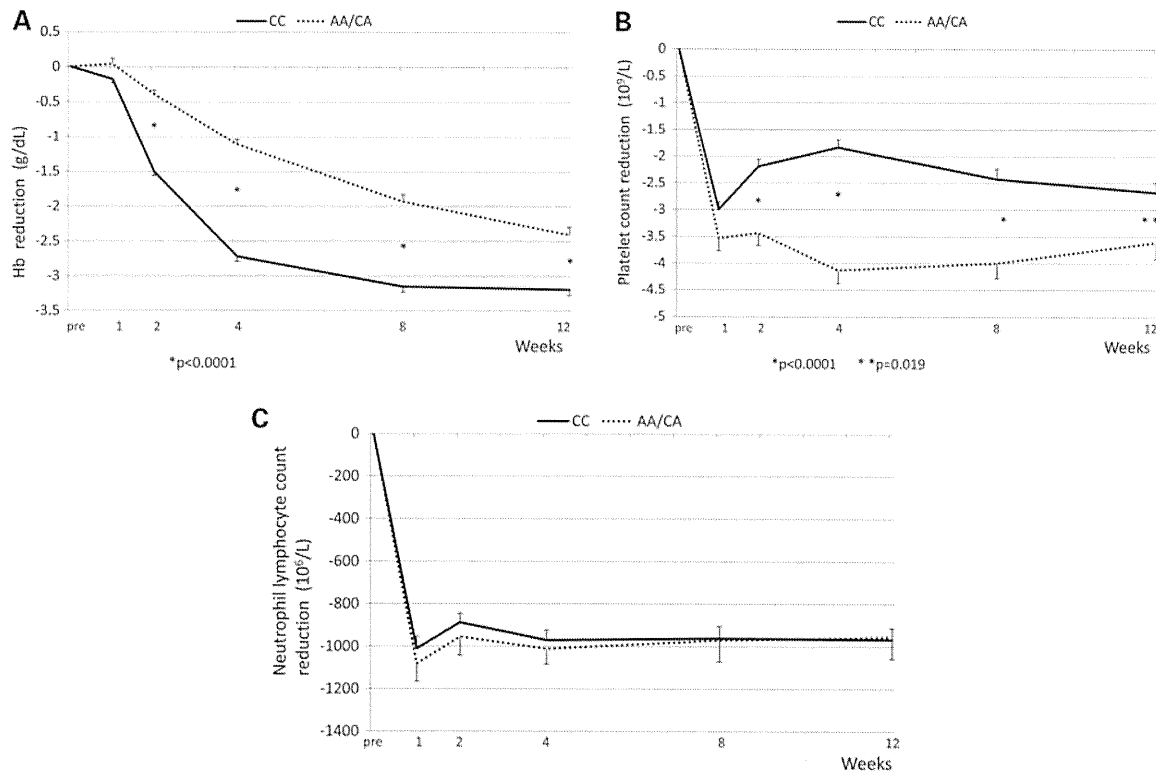 A
CC AA/CA
0.5
0
-0.5
-1
-1.5
-2
-2.5
-3
-3.5
Hb reduction (g/dL)
* * * *
pre 1 2 4 8 12
Weeks
*p<0.0001
B
CC AA/CA
0
-0.5
-1
-1.5
-2
-2.5
-3
-3.5
-4
-4.5
-5
Platelet count reduction (10⁹/L)
* * * * *
pre 1 2 4 8 12
Weeks
*p<0.0001 * *p=0.019
C
CC AA/CA
0
-200
-400
-600
-800
-1000
-1200
-1400
Neutrophil lymphocyte count
reduction (10⁶/L)
pre 1 2 4 8 12
Weeks